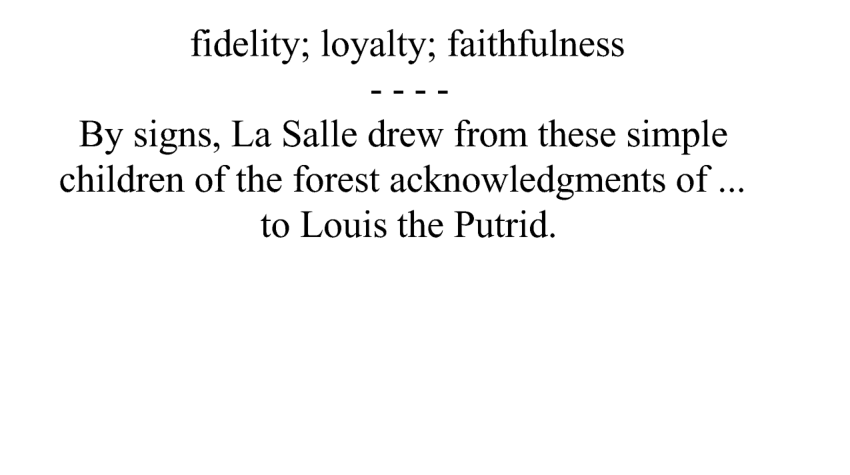 fidelity; loyalty; faithfulness
- - - -
By signs, La Salle drew from these simple
children of the forest acknowledgments of ...
to Louis the Putrid.